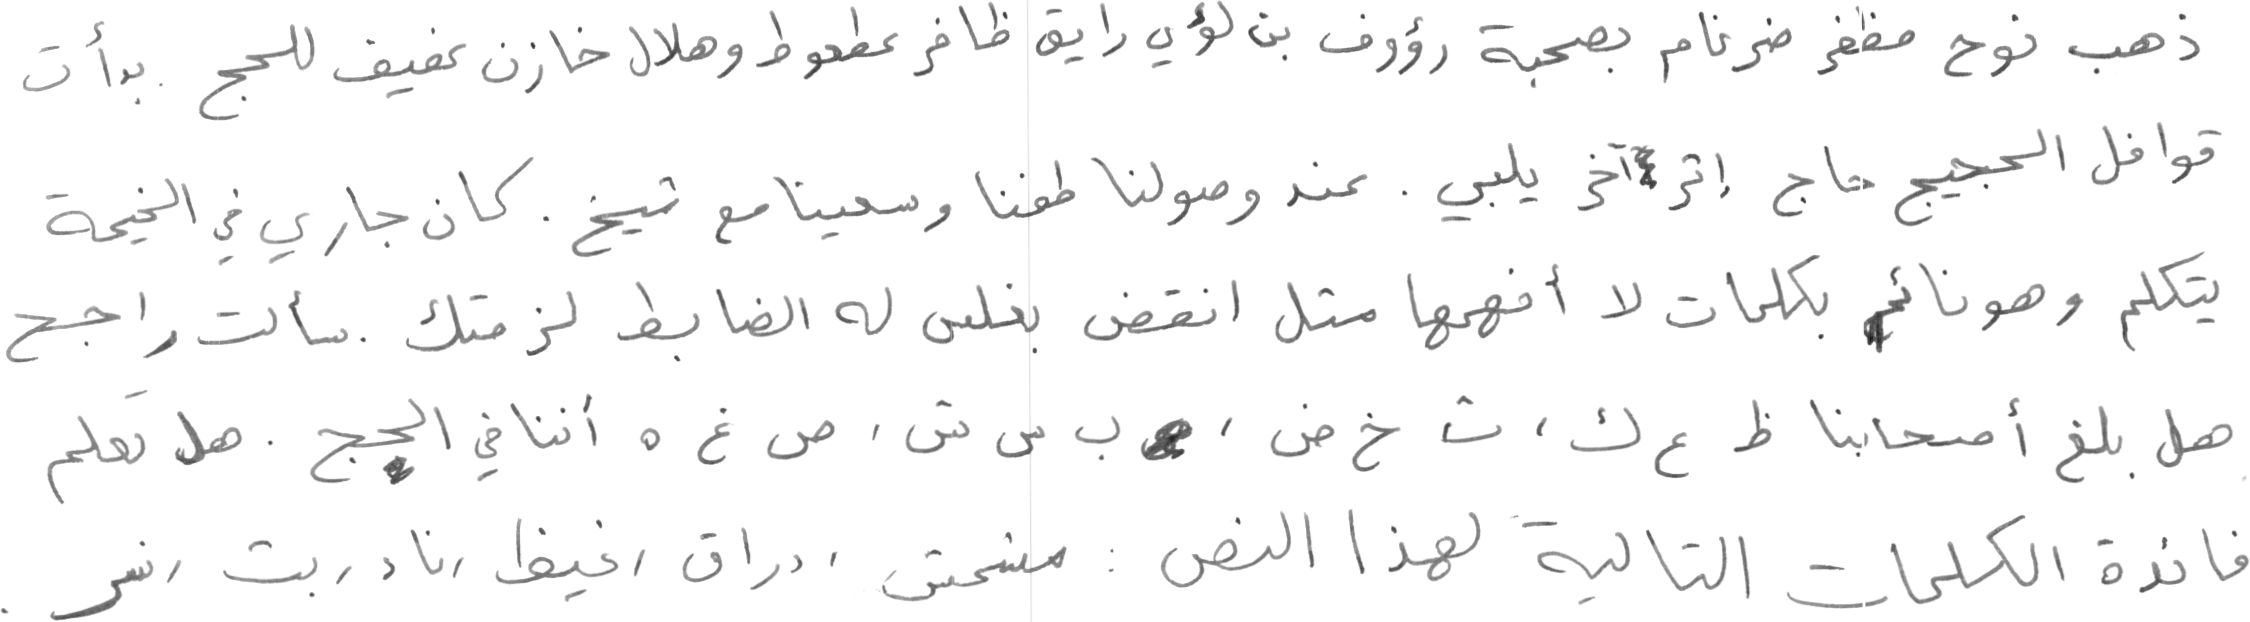 ذهب نوح مظفر ضرغام بصحبة رؤوف بن لؤي رايق ظافر عطعوط وهلال خازن عفيف للحج . بدأت
قوافل الحجيج حاج إثر آخر يلبي . عند وصولنا طفنا وسعينا مع شيخ . كان جاري في الخيمة
يتكلم وهو نائم بكلمات لا أفهمها مثل انقض بغلس له الضابط لزمتك . سألت راجح
هل بلغ أصحابنا ظ ع ك ، ث خ ض ، ب س ش ، ص غ ه أننا في الحج . هل تعلم
فائدة الكلمات التالية لهذا النص : مشمش ، دراق ، غيظ ، ناد ، بت ، نسر .